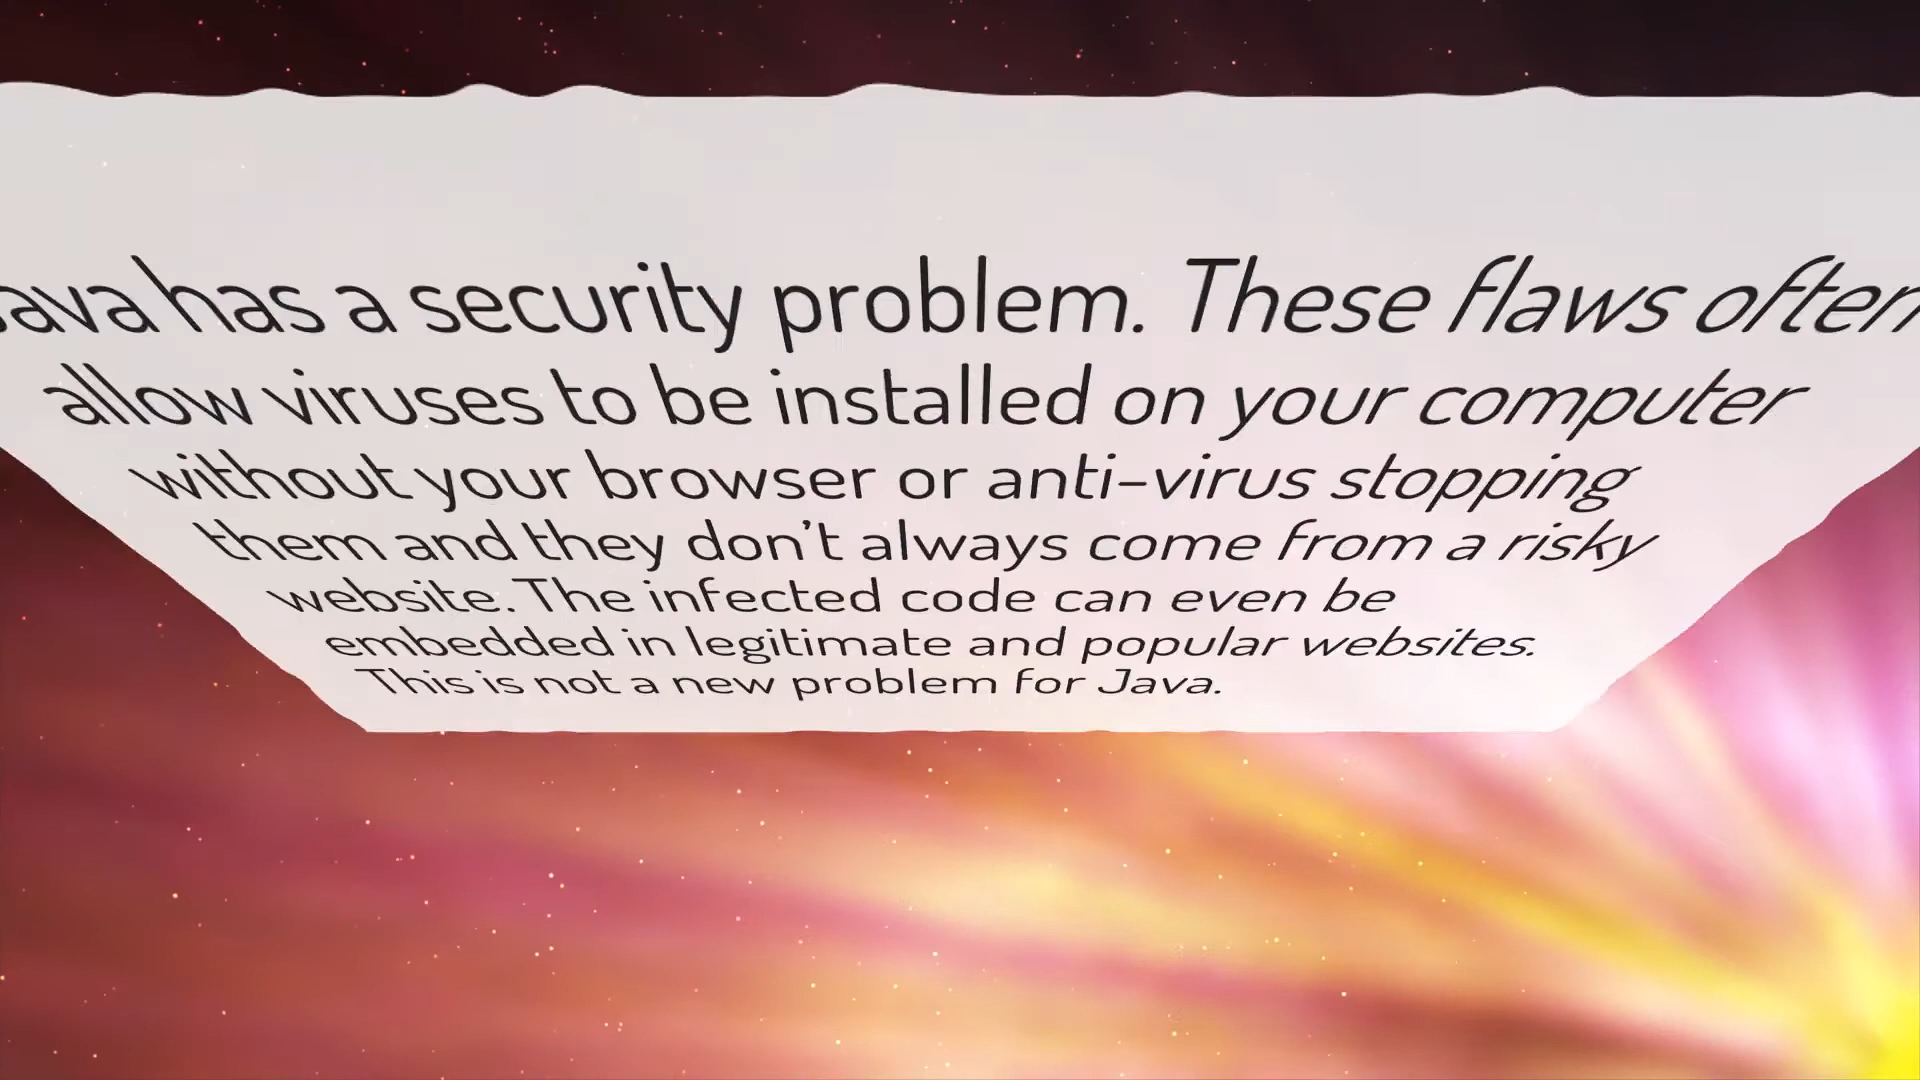 Java has a security problem. These flaws often
allow viruses to be installed on your computer
without your browser or anti-virus stopping
them and they don't always come from a risky
website. The infected code can even be
embedded in legitimate and popular websites.
This is not a new problem for Java.